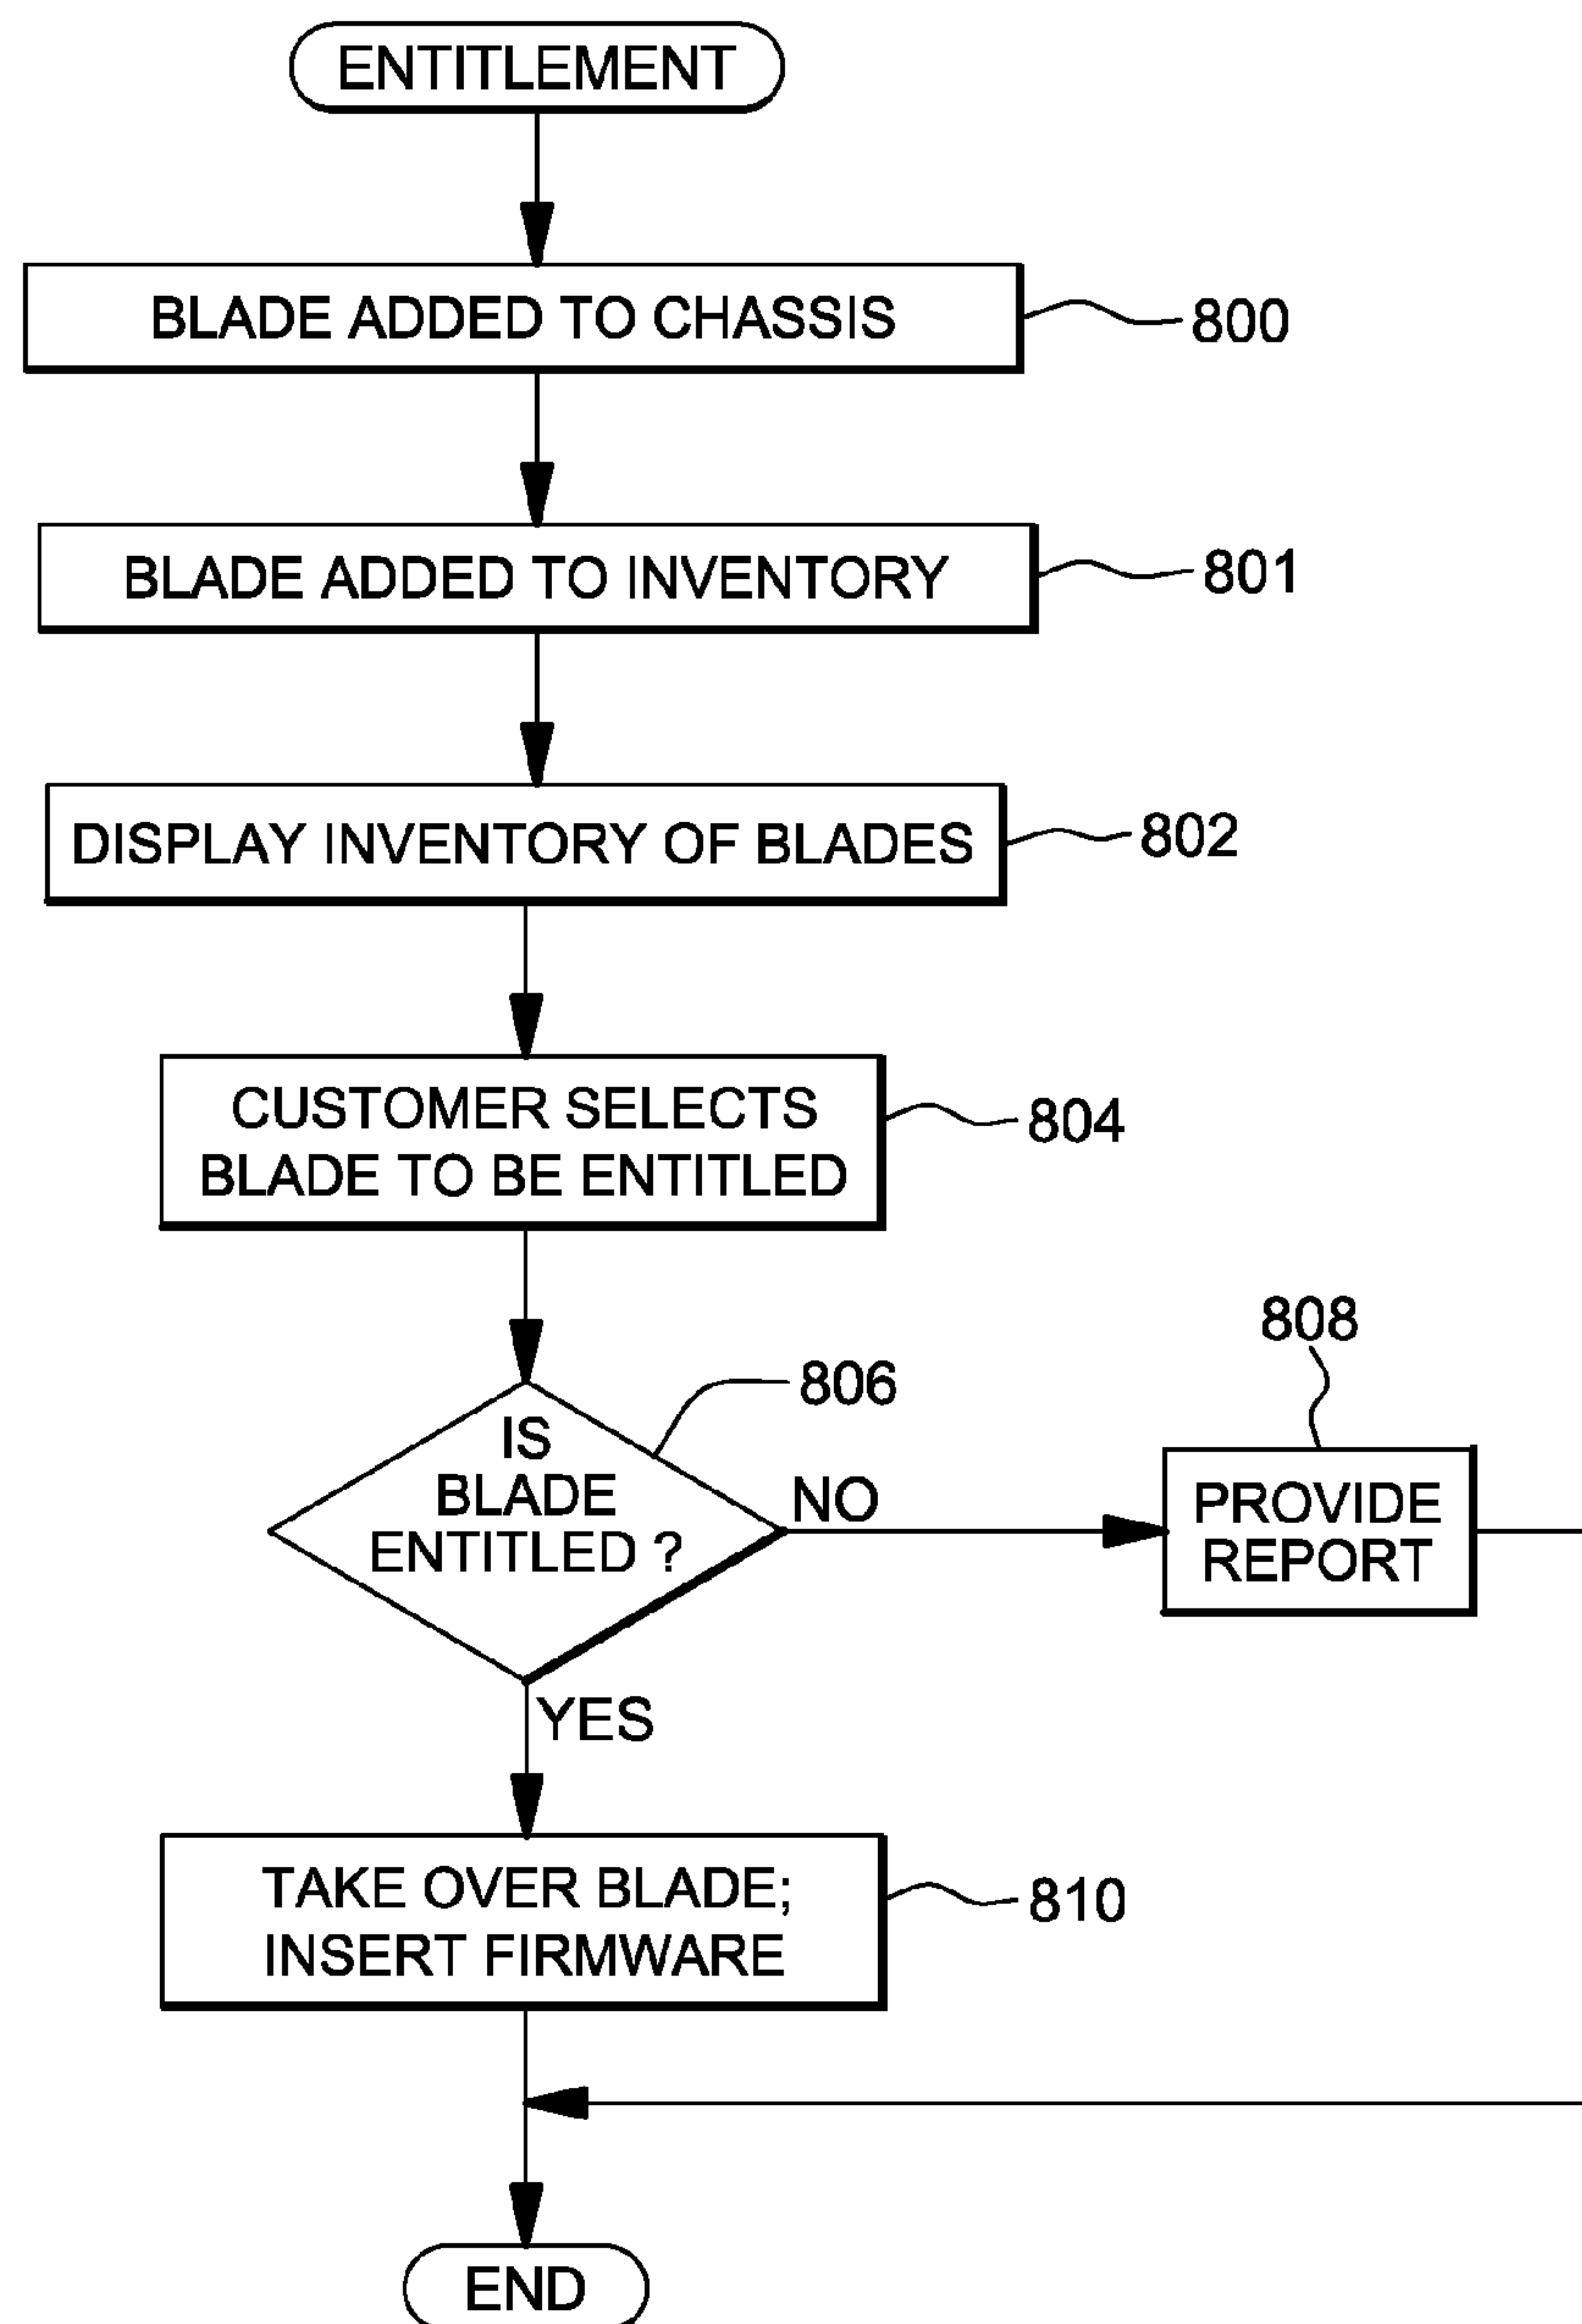 ENTITLEMENT
BLADE ADDED TO CHASSIS
800
BLADE ADDED TO INVENTORY
801
DISPLAY INVENTORY OF BLADES
802
CUSTOMER SELECTS
BLADE TO BE ENTITLED
804
806
IS
BLADE
ENTITLED ?
NO
808
PROVIDE
REPORT
YES
TAKE OVER BLADE;
INSERT FIRMWARE
810
END